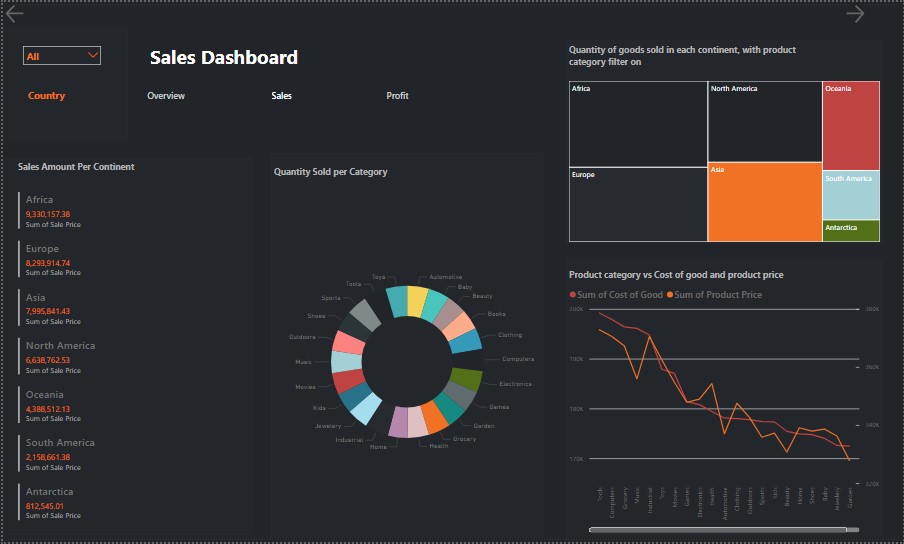 All
Country
Sales Dashboard
Overview
Sales
Profit
Quantity of goods sold in each continent, with product
category filter on
Africa
North America
Oceania
Europe
Asia
South America
Antarctica
Sales Amount Per Continent
Africa
9,330,157.38
Sum of Sale Price
Europe
8,293,914.74
Sum of Sale Price
Asia
7,995,841.43
Sum of Sale Price
North America
6,638,762.53
Sum of Sale Price
Oceania
4,388,512.13
Sum of Sale Price
South America
2,158,661.38
Sum of Sale Price
Antarctica
812,545.01
Sum of Sale Price
Quantity Sold per Category
Toys
Automotive
Tools
Baby
Sports
Beauty
Shoes
Books
Outdoors
Clothing
Music
Computers
Movies
Electronics
Kids
Games
Jewelery
Garden
Industrial
Grocery
Home
Health
Product category vs Cost of good and product price
Sum of Cost of Good
Sum of Product Price
200K
190K
180K
170K
380K
360K
340K
320K
Tools
Computers
Grocery
Music
Industrial
Toys
Movies
Games
Electronics
Health
Automotive
Clothing
Outdoors
Sports
Kids
Beauty
Home
Shoes
Baby
Jewelery
Garden